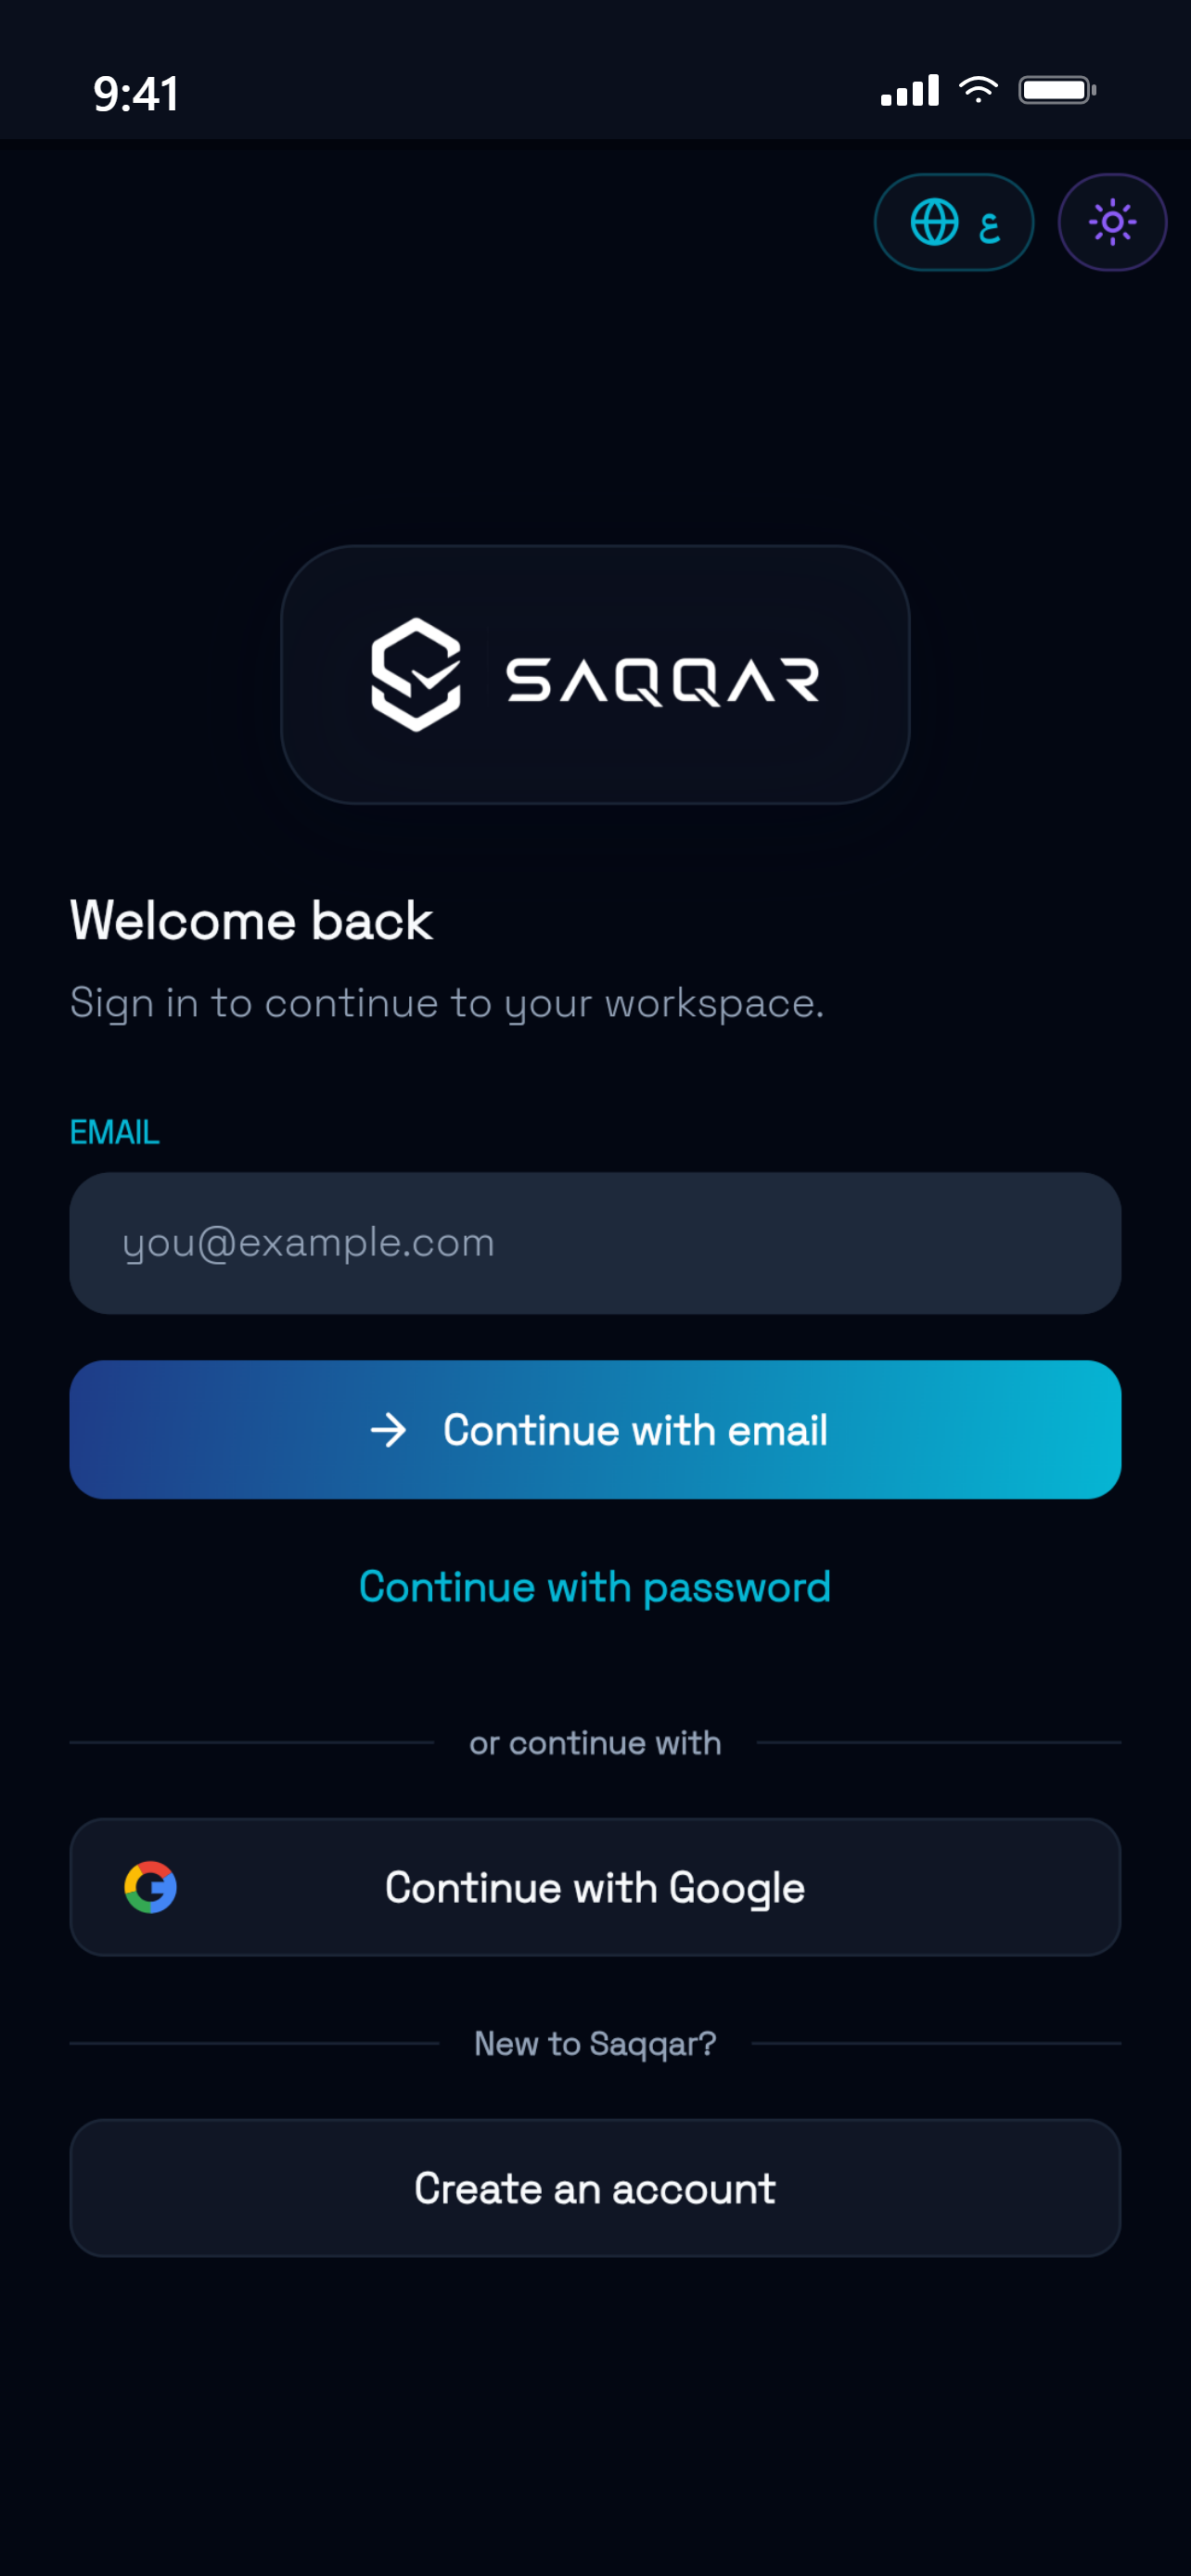 9:41
ع
SAQQAR
Welcome back
Sign in to continue to your workspace.
EMAIL
you@example.com
Continue with email
Continue with password
or continue with
Continue with Google
New to Saqqar?
Create an account